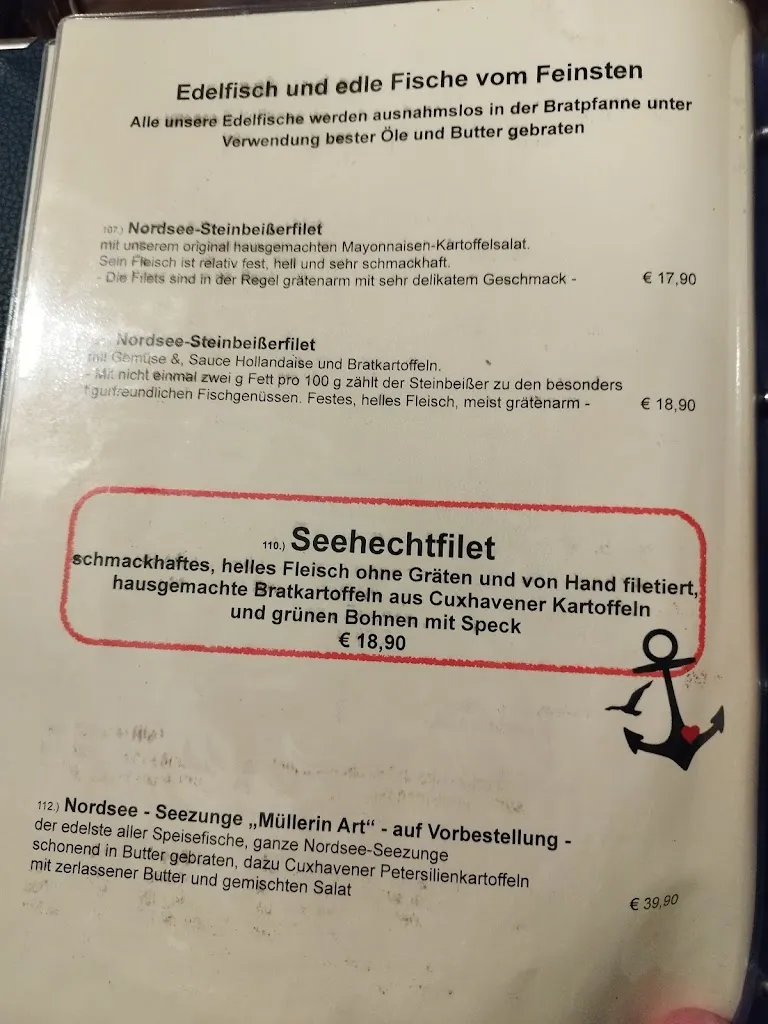 Edelfisch und edle Fische vom Feinsten
Alle unsere Edelfische werden ausnahmslos in der Bratpfanne unter
Verwendung bester Öle und Butter gebraten
107.) Nordsee-Steinbeißerfilet
mit unserem original hausgemachten Mayonnaisen-Kartoffelsalat.
Sein Fleisch ist relativ fest, hell und sehr schmackhaft.
- Die Filets sind in der Regel grätenarm mit sehr delikatem Geschmack - € 17,90
Nordsee-Steinbeißerfilet
mit Gemüse &, Sauce Hollandaise und Bratkartoffeln.
- Mit nicht einmal zwei g Fett pro 100 g zählt der Steinbeißer zu den besonders
figurfreundlichen Fischgenüssen. Festes, helles Fleisch, meist grätenarm - € 18,90
110.) Seehechtfilet
schmackhaftes, helles Fleisch ohne Gräten und von Hand filetiert,
hausgemachte Bratkartoffeln aus Cuxhavener Kartoffeln
und grünen Bohnen mit Speck
€ 18,90
112.) Nordsee - Seezunge „Müllerin Art“ - auf Vorbestellung -
der edelste aller Speisefische, ganze Nordsee-Seezunge
schonend in Butter gebraten, dazu Cuxhavener Petersilienkartoffeln
mit zerlassener Butter und gemischten Salat
€ 39,90